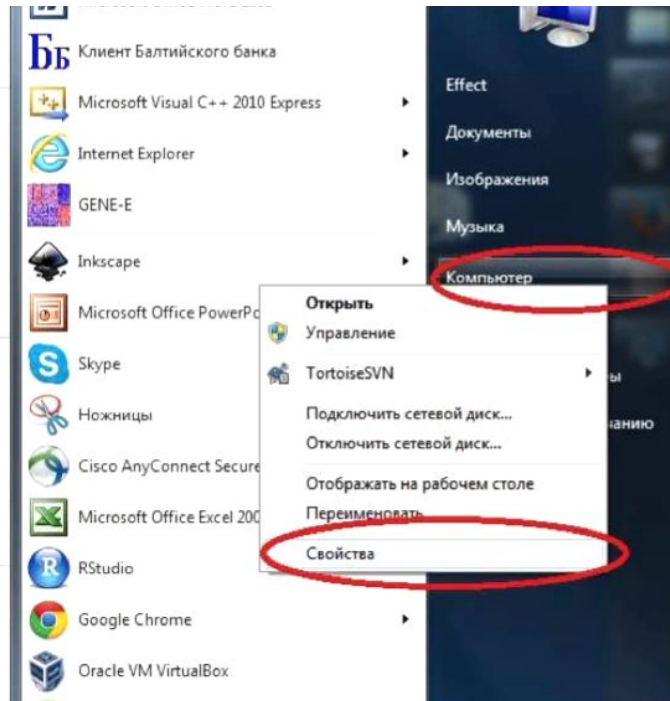 Бб Клиент Балтийского банка
Microsoft Visual C++ 2010 Express
Internet Explorer
GENE-E
Inkscape
Microsoft Office PowerPo
Skype
Ножницы
Cisco AnyConnect Secure
Microsoft Office Excel 200
R RStudio
Google Chrome
Oracle VM VirtualBox
Effect
Документы
Изображения
Музыка
Компьютер
Открыть
Управление
TortoiseSVN
Подключить сетевой диск...
Отключить сетевой диск...
Отображать на рабочем столе
Переименовать
Свойства
ы
чанию